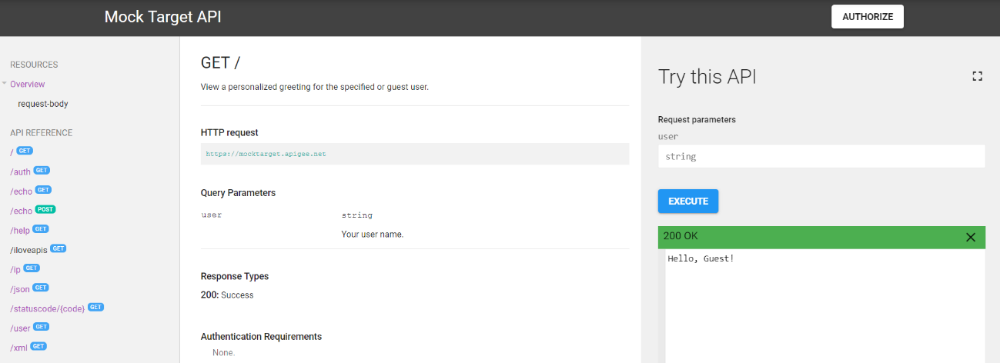 Mock Target API
AUTHORIZE
RESOURCES
Overview
request-body
API REFERENCE
/ GET
/auth GET
/echo GET
/echo POST
/help GET
/iloveapis GET
/ip GET
/json GET
/statuscode/{code} GET
/user GET
/xml GET
GET /
View a personalized greeting for the specified or guest user.
HTTP request
https://mocktarget.apigee.net
Query Parameters
user string
Your user name.
Response Types
200: Success
Authentication Requirements
None.
Try this API
Request parameters
user
string
EXECUTE
200 OK
Hello, Guest!